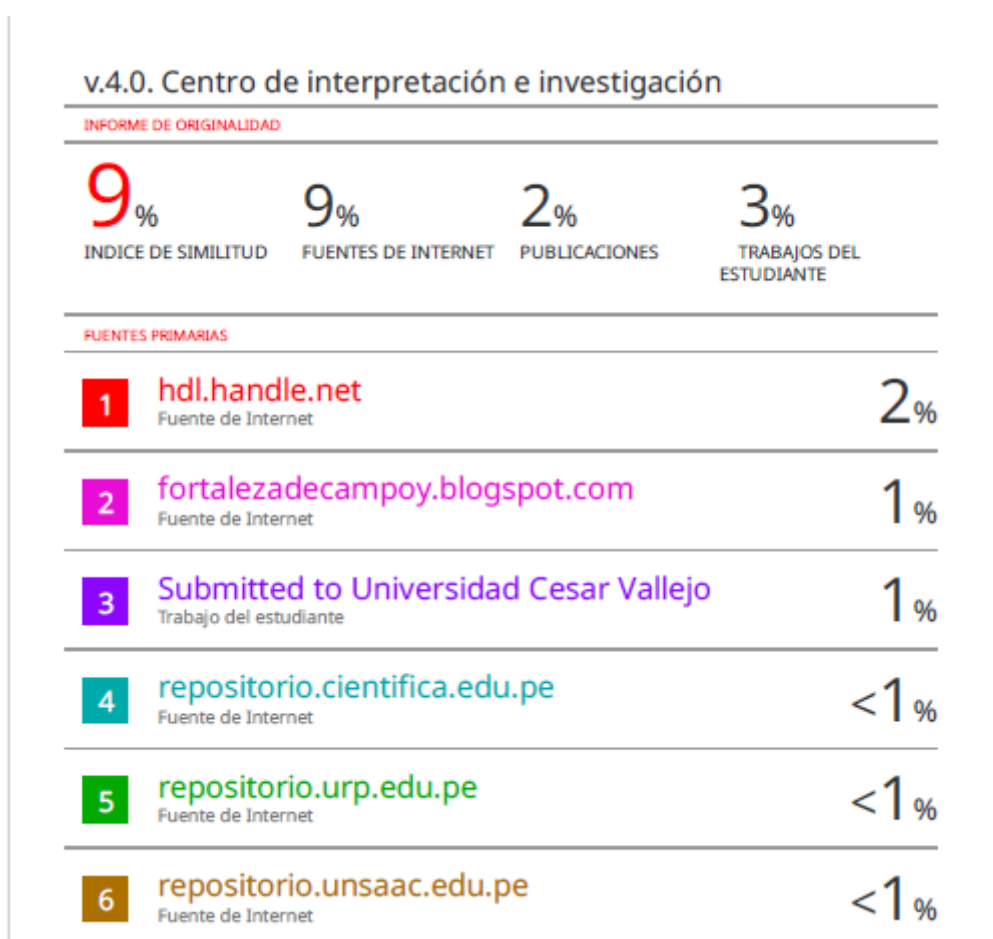 v.4.0. Centro de interpretación e investigación
INFORME DE ORIGINALIDAD
9% 9% 2% 3%
INDICE DE SIMILITUD FUENTES DE INTERNET PUBLICACIONES TRABAJOS DEL
ESTUDIANTE
FUENTES PRIMARIAS
1 hdl.handle.net 2%
Fuente de Internet
2 fortalezadecampoy.blogspot.com 1%
Fuente de Internet
3 Submitted to Universidad Cesar Vallejo 1%
Trabajo del estudiante
4 repositorio.cientifica.edu.pe <1%
Fuente de Internet
5 repositorio.urp.edu.pe <1%
Fuente de Internet
6 repositorio.unsaac.edu.pe <1%
Fuente de Internet